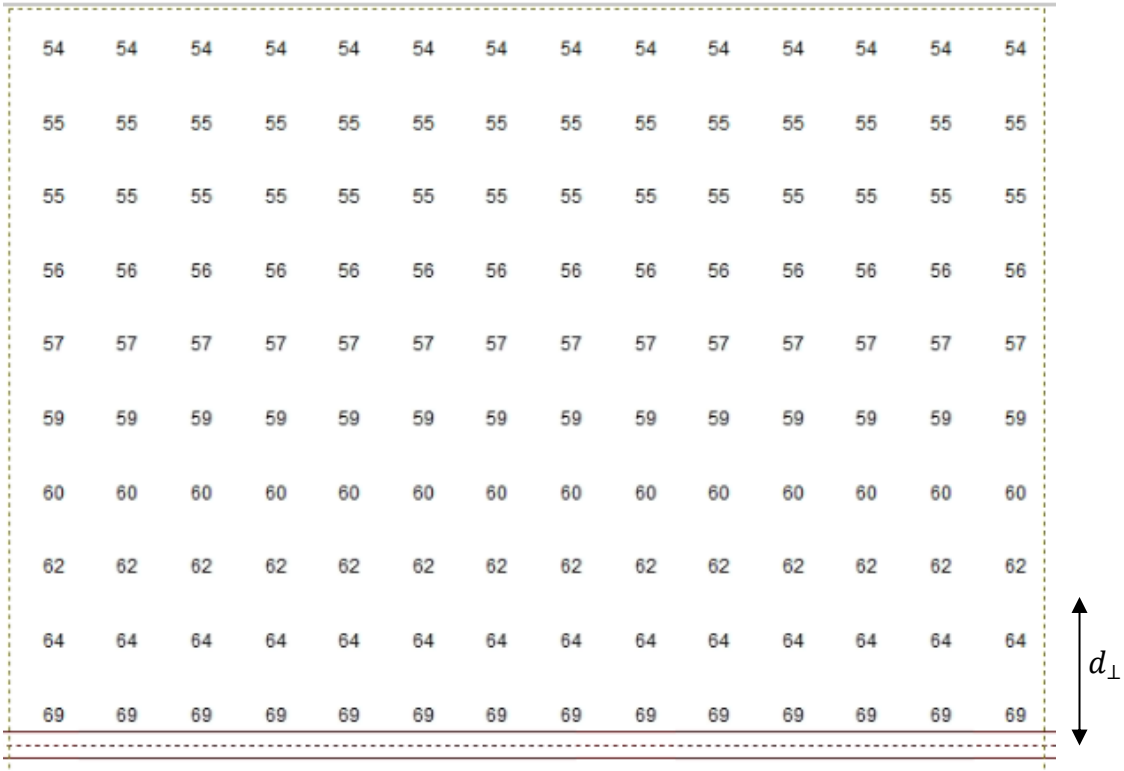 54 54 54 54 54 54 54 54 54 54 54 54 54 54
55 55 55 55 55 55 55 55 55 55 55 55 55 55
55 55 55 55 55 55 55 55 55 55 55 55 55 55
56 56 56 56 56 56 56 56 56 56 56 56 56 56
57 57 57 57 57 57 57 57 57 57 57 57 57 57
59 59 59 59 59 59 59 59 59 59 59 59 59 59
60 60 60 60 60 60 60 60 60 60 60 60 60 60
62 62 62 62 62 62 62 62 62 62 62 62 62 62
64 64 64 64 64 64 64 64 64 64 64 64 64 64
d⊥
69 69 69 69 69 69 69 69 69 69 69 69 69 69